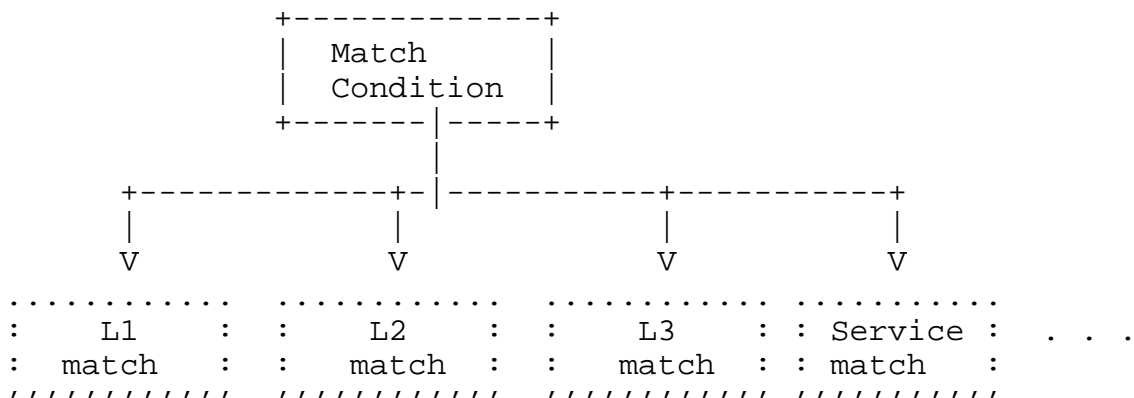 +--------------+
| Match |
| Condition |
+-------|-----+
|
+--------------+-|------------+------------+
| | | |
V V V V
............ ............ ............ ...........
: L1 : : L2 : : L3 : : Service : . . .
: match : : match : : match : : match :
,,,,,,,,,,,, ,,,,,,,,,,,, ,,,,,,,,,,,, ,,,,,,,,,,,